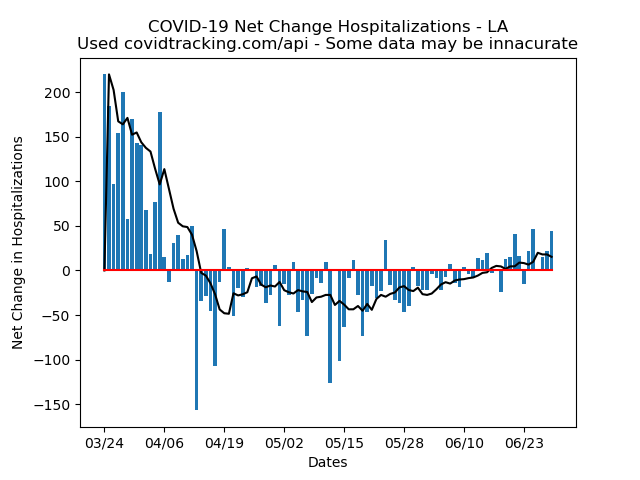 COVID-19 Net Change Hospitalizations - LA
Used covidtracking.com/api - Some data may be innacurate
Net Change in Hospitalizations
200
150
100
50
0
−50
−100
−150
03/24 04/06 04/19 05/02 05/15 05/28 06/10 06/23
Dates